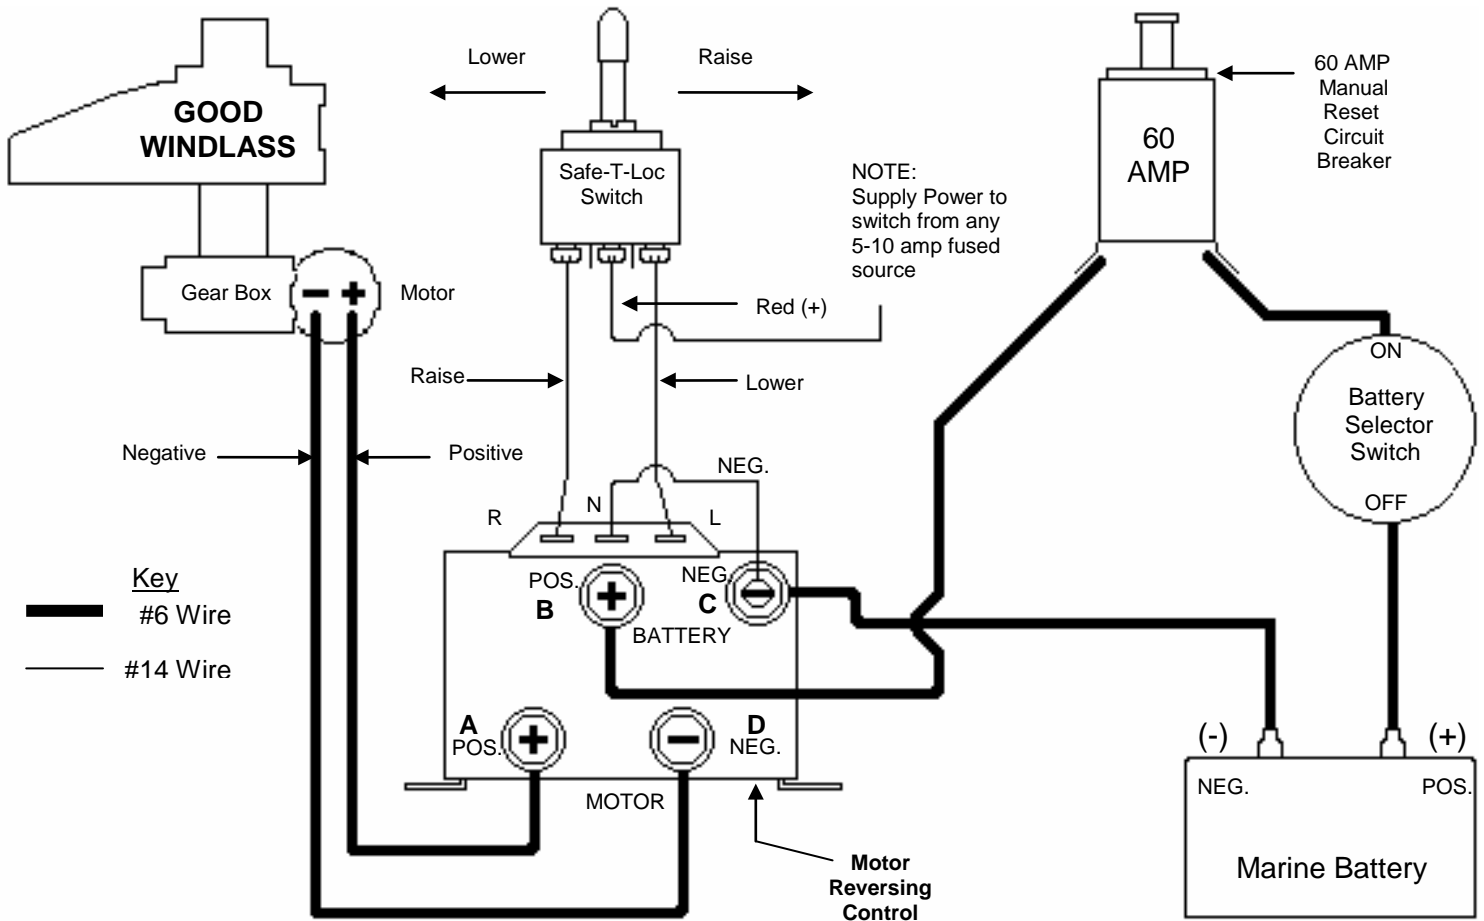 Lower
Raise
GOOD
WINDLASS
Safe-T-Loc
Switch
NOTE:
Supply Power to
switch from any
5-10 amp fused
source
60
AMP
60 AMP
Manual
Reset
Circuit
Breaker
Gear Box
- +
Motor
Red (+)
Raise
Lower
ON
Battery
Selector
Switch
OFF
Negative
Positive
NEG.
R
N
L
Key
#6 Wire
#14 Wire
POS.
B
+
NEG.
C
-
BATTERY
A
POS.
+
-
D
NEG.
MOTOR
Motor
Reversing
Control
(-)
(+)
NEG.
POS.
Marine Battery